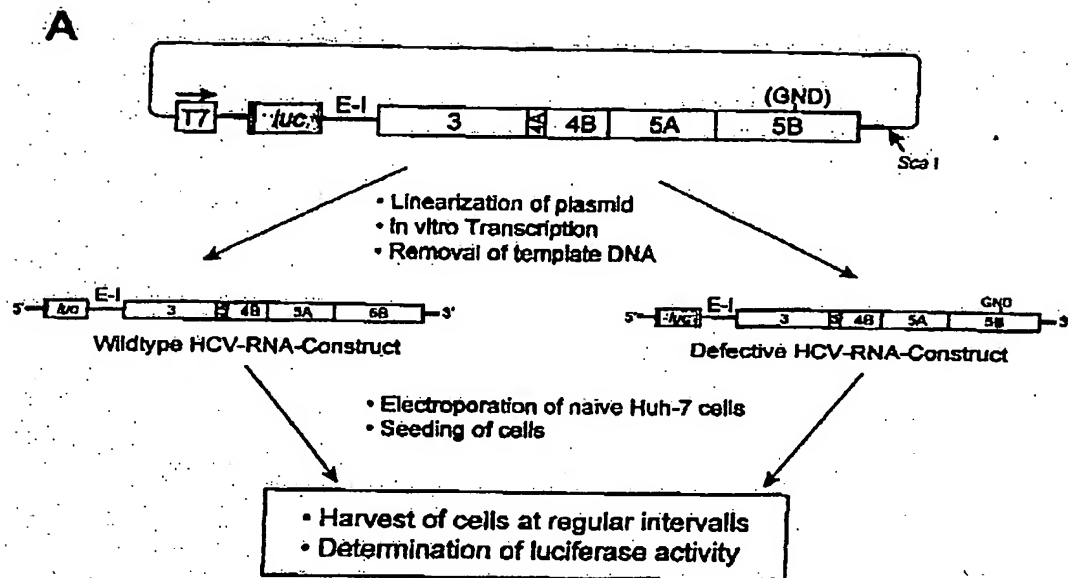 A
(GND)
T7 luc E-I 3 4A 4B 5A 5B
Sca I
• Linearization of plasmid
• In vitro Transcription
• Removal of template DNA
5' luc E-I 3 4B 5A 5B 3'
Wildtype HCV-RNA-Construct
GND
5' luc E-I 3 4B 5A 5B 3'
Defective HCV-RNA-Construct
• Electroporation of naive Huh-7 cells
• Seeding of cells
• Harvest of cells at regular intervalls
• Determination of luciferase activity